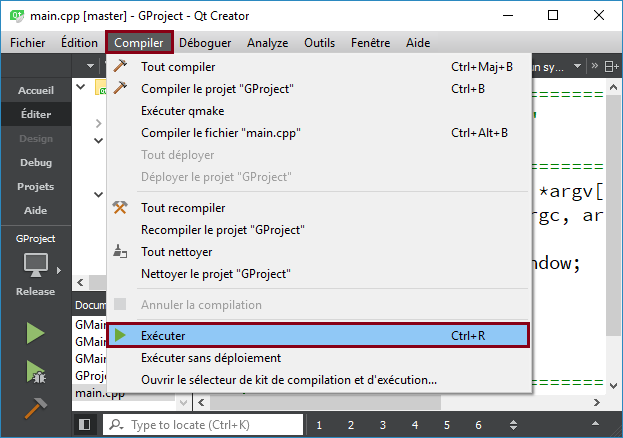 main.cpp [master] - GProject - Qt Creator
Fichier Édition Compiler Déboguer Analyze Outils Fenêtre Aide
Tout compiler Ctrl+Maj+B
Compiler le projet "GProject" Ctrl+B
Exécuter qmake
Compiler le fichier "main.cpp" Ctrl+Alt+B
Tout déployer
Déployer le projet "GProject"
Tout recompiler
Recompiler le projet "GProject"
Tout nettoyer
Nettoyer le projet "GProject"
Annuler la compilation
Exécuter Ctrl+R
Exécuter sans déploiement
Ouvrir le sélecteur de kit de compilation et d'exécution...
Accueil
Éditer
Design
Debug
Projets
Aide
GProject
Release
un sy...
==========
"
==========
*argv[
rgc, ar
ndow;
==========
Docum
GMain
GMain
GMain
GProje
main.cpp
Type to locate (Ctrl+K) 1 2 3 4 5 6